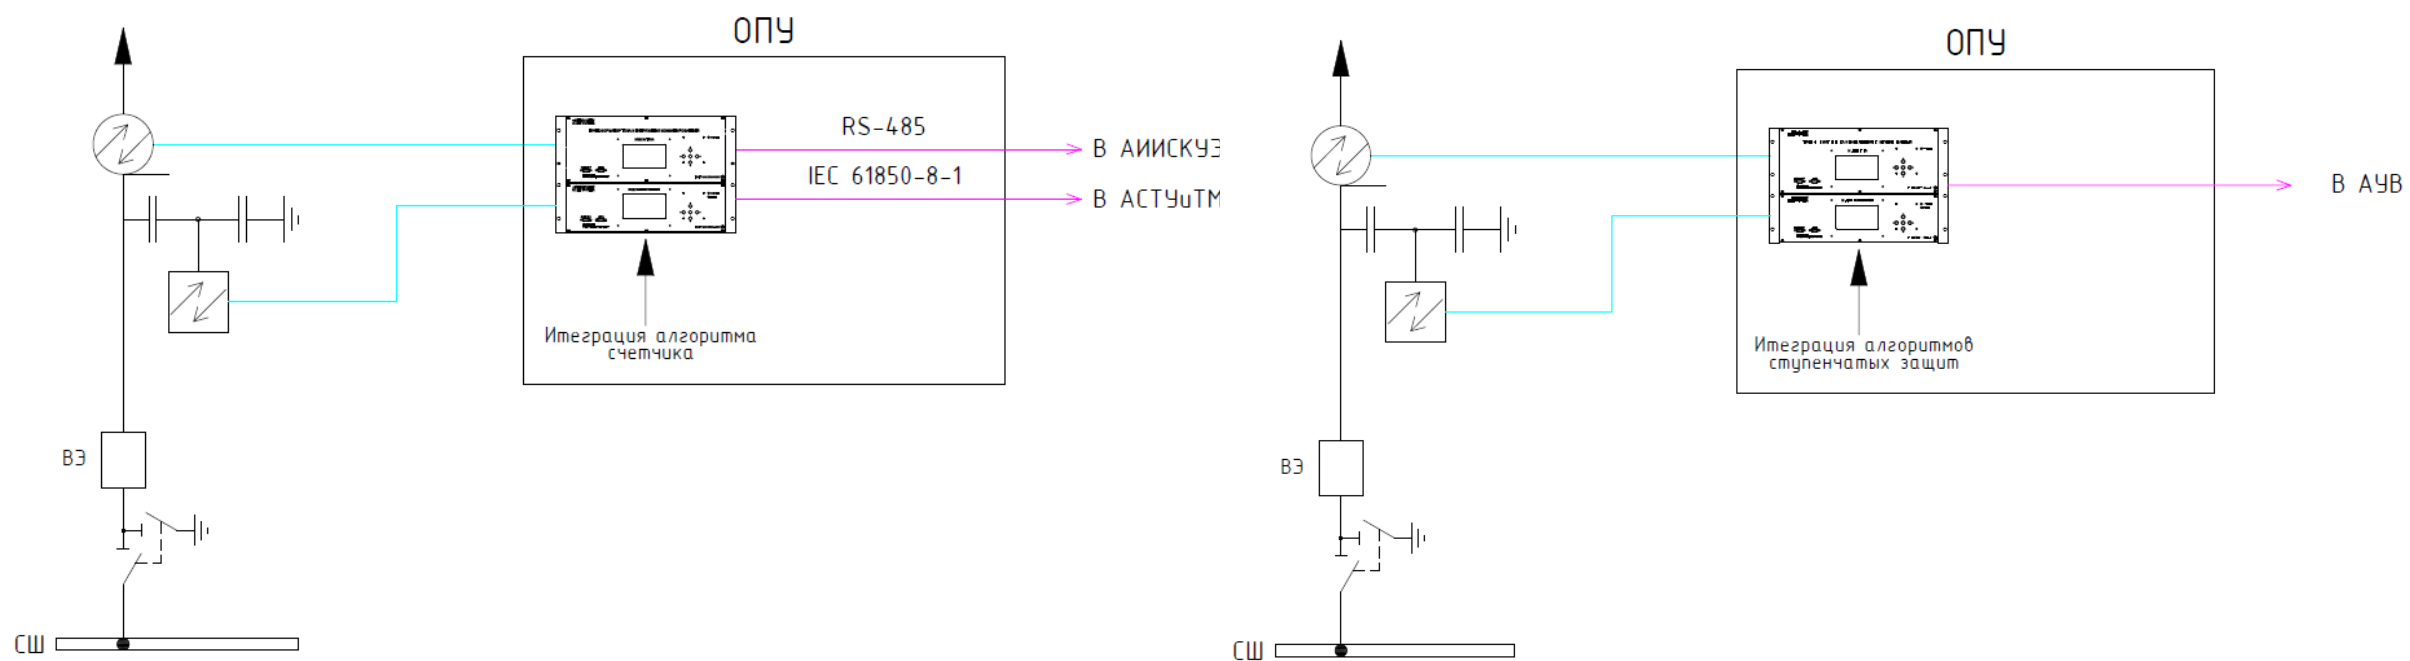 ОПУ
RS-485
В АИИСКУЭ
IEC 61850-8-1
В АСТУиТМ
Итеграция алгоритма
счетчика
ВЭ
СШ
ОПУ
В АУВ
Итеграция алгоритмов
ступенчатых защит
ВЭ
СШ